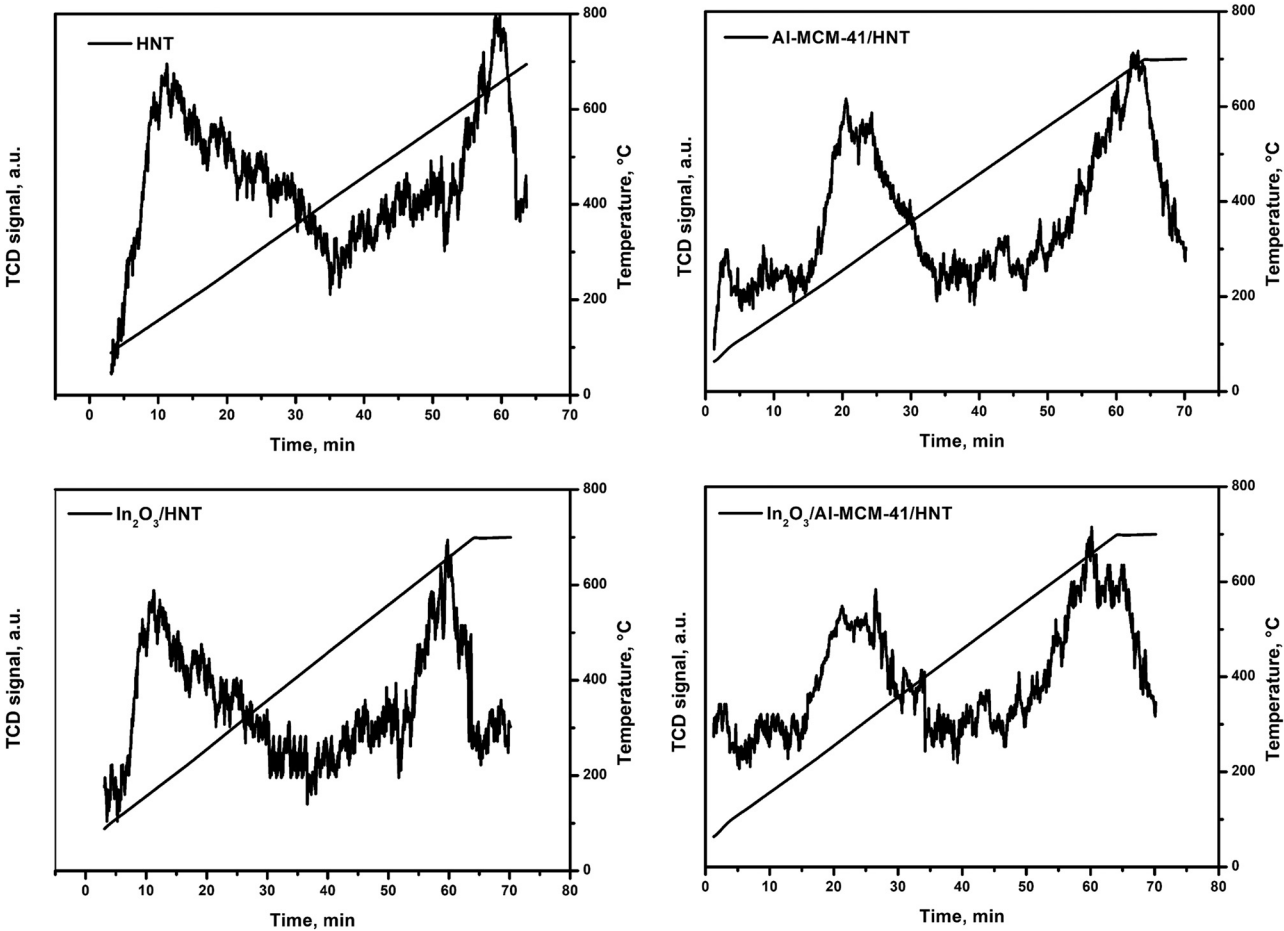 HNT
TCD signal, a.u.
800
600
400
200
0
Temperature, °C
0 10 20 30 40 50 60 70
Time, min
Al-MCM-41/HNT
TCD signal, a.u.
800
600
400
200
0
Temperature, °C
0 10 20 30 40 50 60 70
Time, min
In₂O₃/HNT
TCD signal, a.u.
800
600
400
200
0
Temperature, °C
0 10 20 30 40 50 60 70 80
Time, min
In₂O₃/Al-MCM-41/HNT
TCD signal, a.u.
800
600
400
200
0
Temperature, °C
0 10 20 30 40 50 60 70 80
Time, min